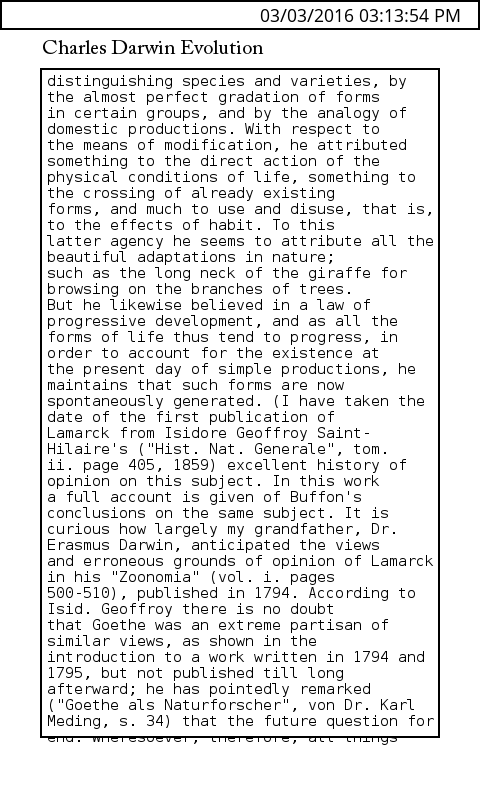 03/03/2016 03:13:54 PM
Charles Darwin Evolution
distinguishing species and varieties, by
the almost perfect gradation of forms
in certain groups, and by the analogy of
domestic productions. With respect to
the means of modification, he attributed
something to the direct action of the
physical conditions of life, something to
the crossing of already existing
forms, and much to use and disuse, that is,
to the effects of habit. To this
latter agency he seems to attribute all the
beautiful adaptations in nature;
such as the long neck of the giraffe for
browsing on the branches of trees.
But he likewise believed in a law of
progressive development, and as all the
forms of life thus tend to progress, in
order to account for the existence at
the present day of simple productions, he
maintains that such forms are now
spontaneously generated. (I have taken the
date of the first publication of
Lamarck from Isidore Geoffroy Saint-
Hilaire's ("Hist. Nat. Generale", tom.
ii. page 405, 1859) excellent history of
opinion on this subject. In this work
a full account is given of Buffon's
conclusions on the same subject. It is
curious how largely my grandfather, Dr.
Erasmus Darwin, anticipated the views
and erroneous grounds of opinion of Lamarck
in his "Zoonomia" (vol. i. pages
500-510), published in 1794. According to
Isid. Geoffroy there is no doubt
that Goethe was an extreme partisan of
similar views, as shown in the
introduction to a work written in 1794 and
1795, but not published till long
afterward; he has pointedly remarked
("Goethe als Naturforscher", von Dr. Karl
Meding, s. 34) that the future question for
end. Wheresoever, therefore, all things